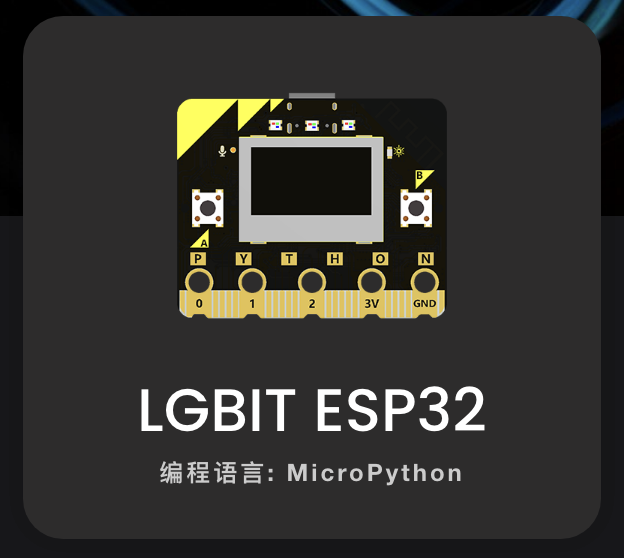 B
A
P Y T H O N
0 1 2 3V GND
LGBIT ESP32
编程语言: MicroPython